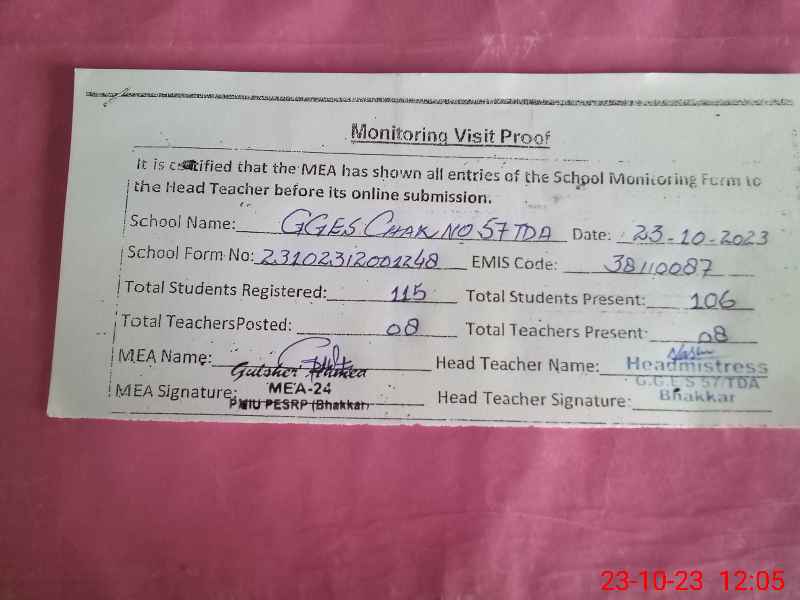 Monitoring Visit Proof
It is certified that the MEA has shown all entries of the School Monitoring Form to
the Head Teacher before its online submission.
School Name: GGES CHAK NO 57 TDA Date: 23-10-2023
School Form No: 23102312001248 EMIS Code: 38110087
Total Students Registered: 115 Total Students Present: 106
Total TeachersPosted: 08 Total Teachers Present: 08
MEA Name: Gulsher Ahmed Head Teacher Name: Headmistress
MEA Signature: MEA-24 G.G.E/S 57/TDA
PMIU PESRP (Bhakkar) Head Teacher Signature: Bhakkar
23-10-23 12:05